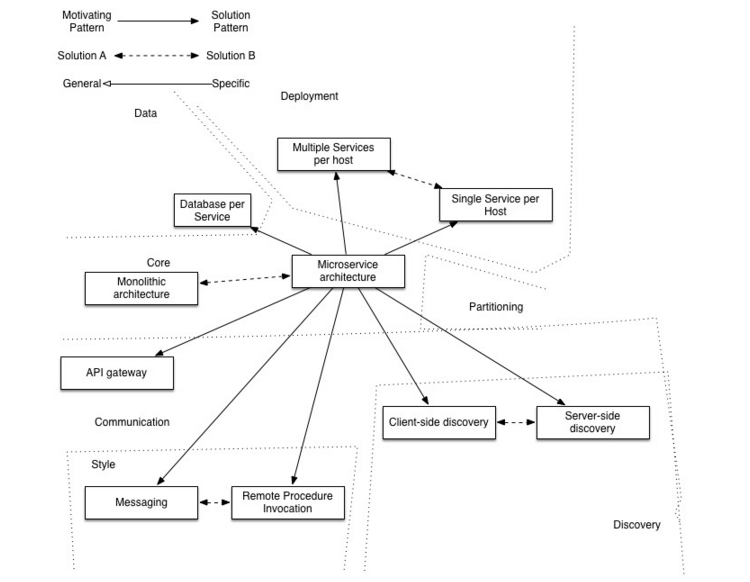 Motivating
Pattern
Solution
Pattern
Solution A
Solution B
General
Specific
Data
Deployment
Multiple Services
per host
Database per
Service
Single Service per
Host
Core
Monolithic
architecture
Microservice
architecture
Partitioning
API gateway
Communication
Client-side discovery
Server-side
discovery
Style
Messaging
Remote Procedure
Invocation
Discovery